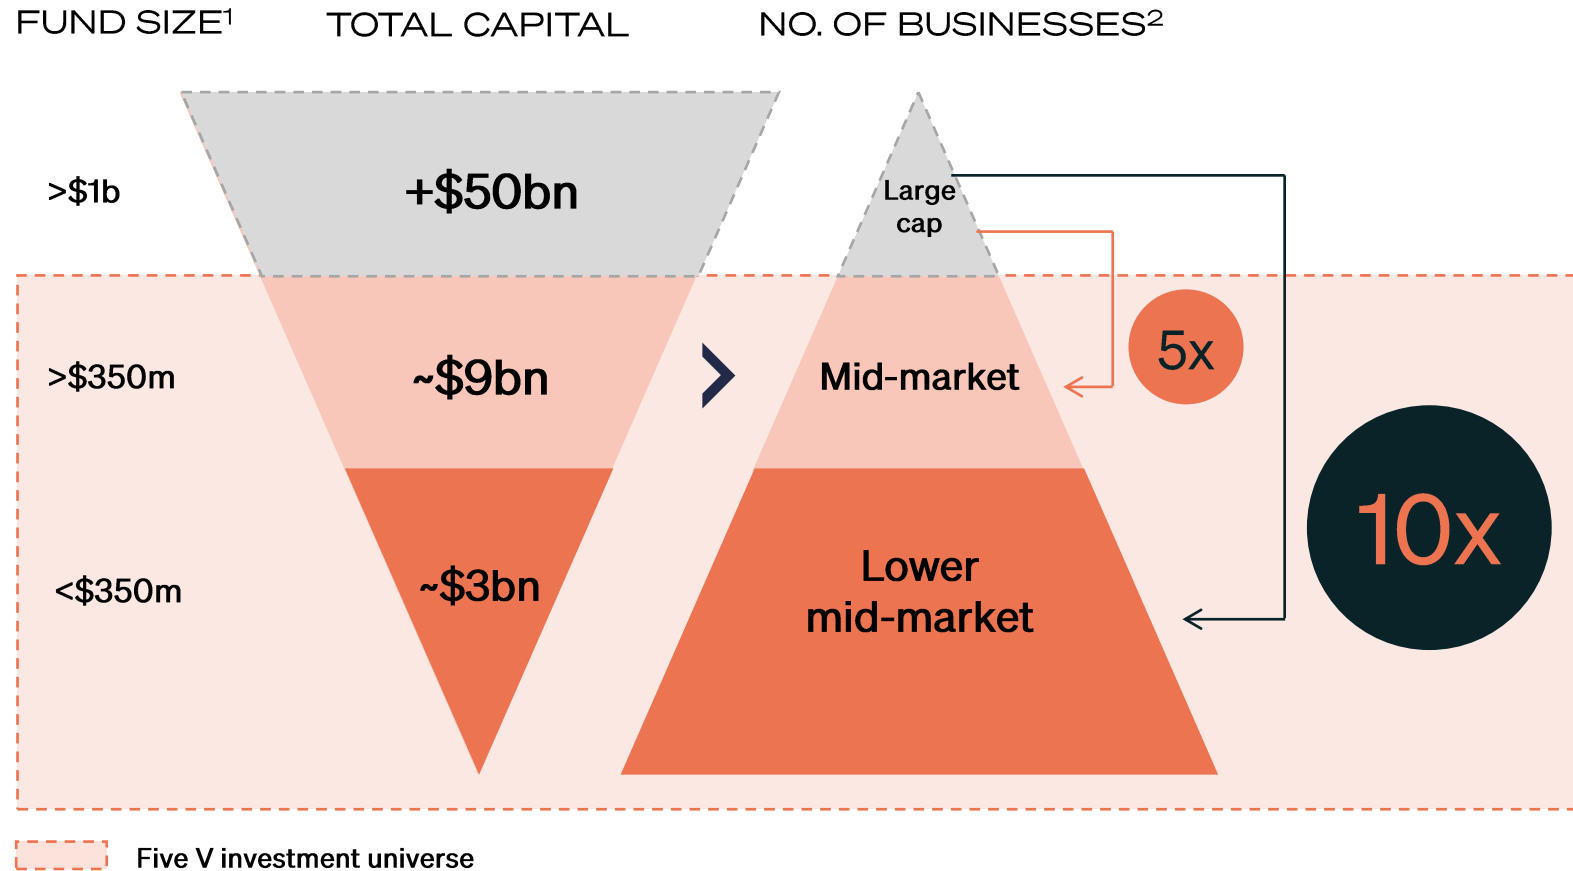 FUND SIZE¹
TOTAL CAPITAL
NO. OF BUSINESSES²
>$1b
+$50bn
Large
cap
>$350m
~$9bn
Mid-market
5x
<$350m
~$3bn
Lower
mid-market
10x
Five V investment universe